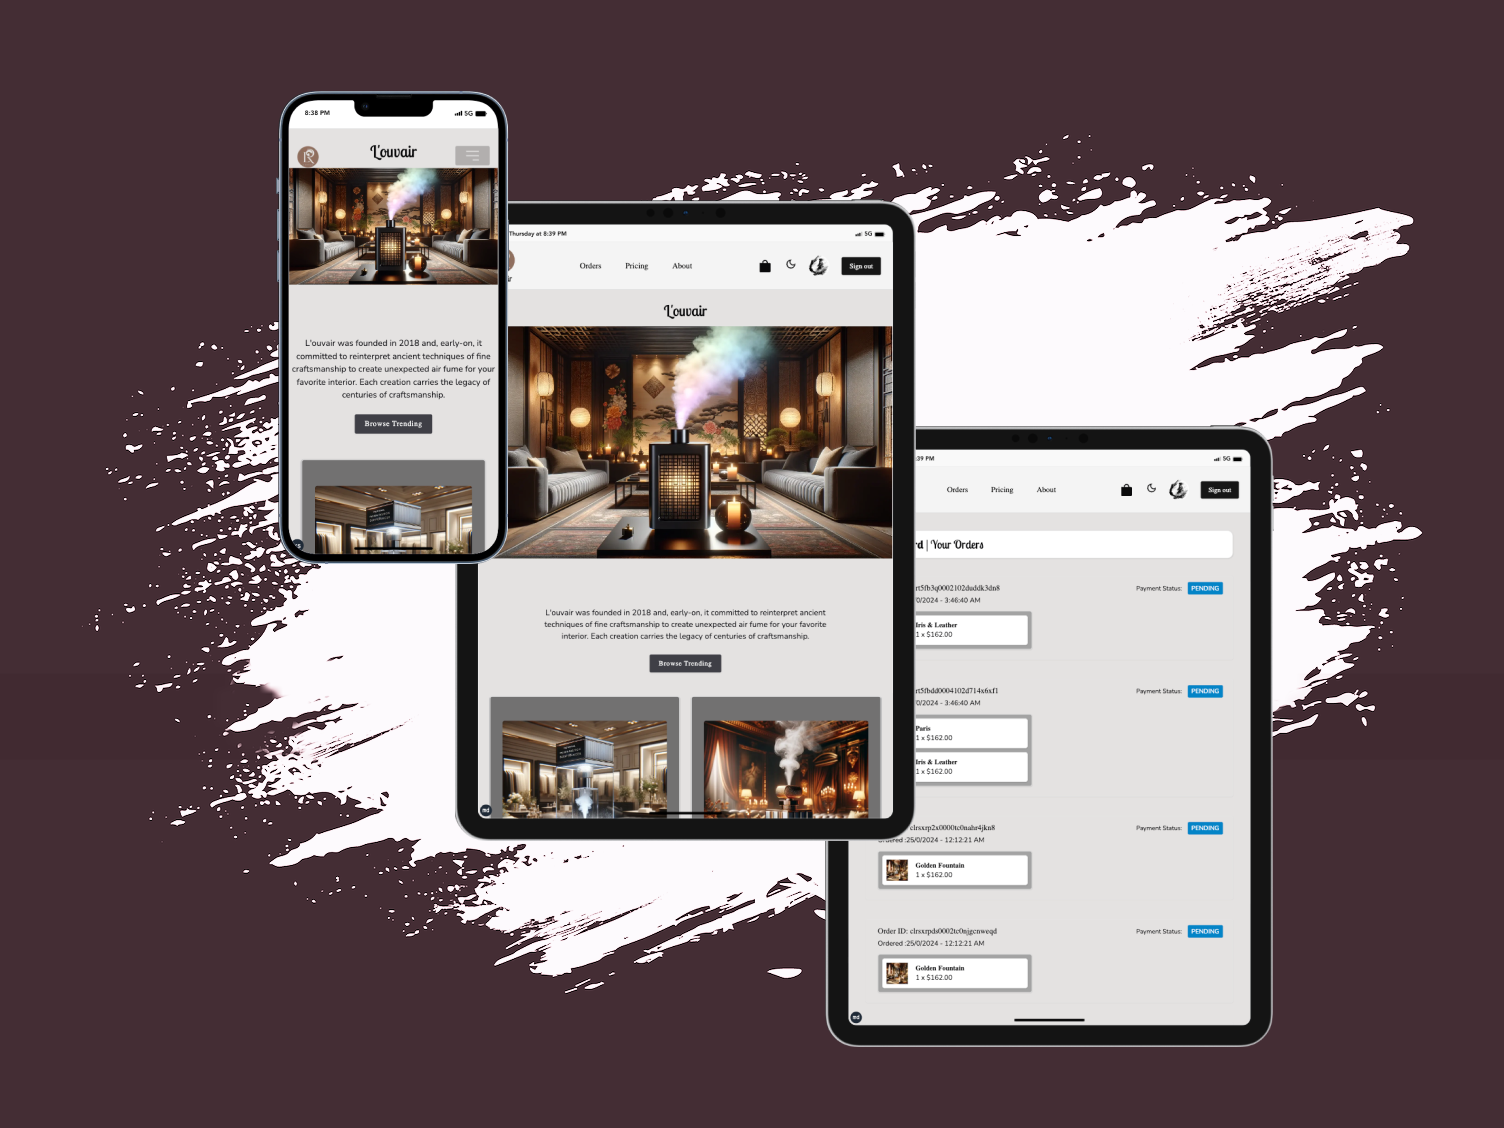 8:38 PM
5G
L'ouvair
L'ouvair was founded in 2018 and, early-on, it
committed to reinterpret ancient techniques of fine
craftsmanship to create unexpected air fume for your
favorite interior. Each creation carries the legacy of
centuries of craftsmanship.
Browse Trending
Thursday at 8:39 PM
5G
ir
Orders
Pricing
About
Sign out
L'ouvair
L'ouvair was founded in 2018 and, early-on, it committed to reinterpret ancient
techniques of fine craftsmanship to create unexpected air fume for your favorite
interior. Each creation carries the legacy of centuries of craftsmanship.
Browse Trending
md
:39 PM
5G
Orders
Pricing
About
Sign out
rd | Your Orders
rt5fb3q0002102duddk3dn8
Payment Status: PENDING
0/2024 - 3:46:40 AM
Iris & Leather
1 x $162.00
rt5fbdd0004102d714x6xf1
Payment Status: PENDING
0/2024 - 3:46:40 AM
Paris
1 x $162.00
Iris & Leather
1 x $162.00
clrsxrp2x0000tc0nahr4jkn8
Payment Status: PENDING
Ordered :25/0/2024 - 12:12:21 AM
Golden Fountain
1 x $162.00
Order ID: clrsxrpds0002tc0njgcnweqd
Payment Status: PENDING
Ordered :25/0/2024 - 12:12:21 AM
Golden Fountain
1 x $162.00
md